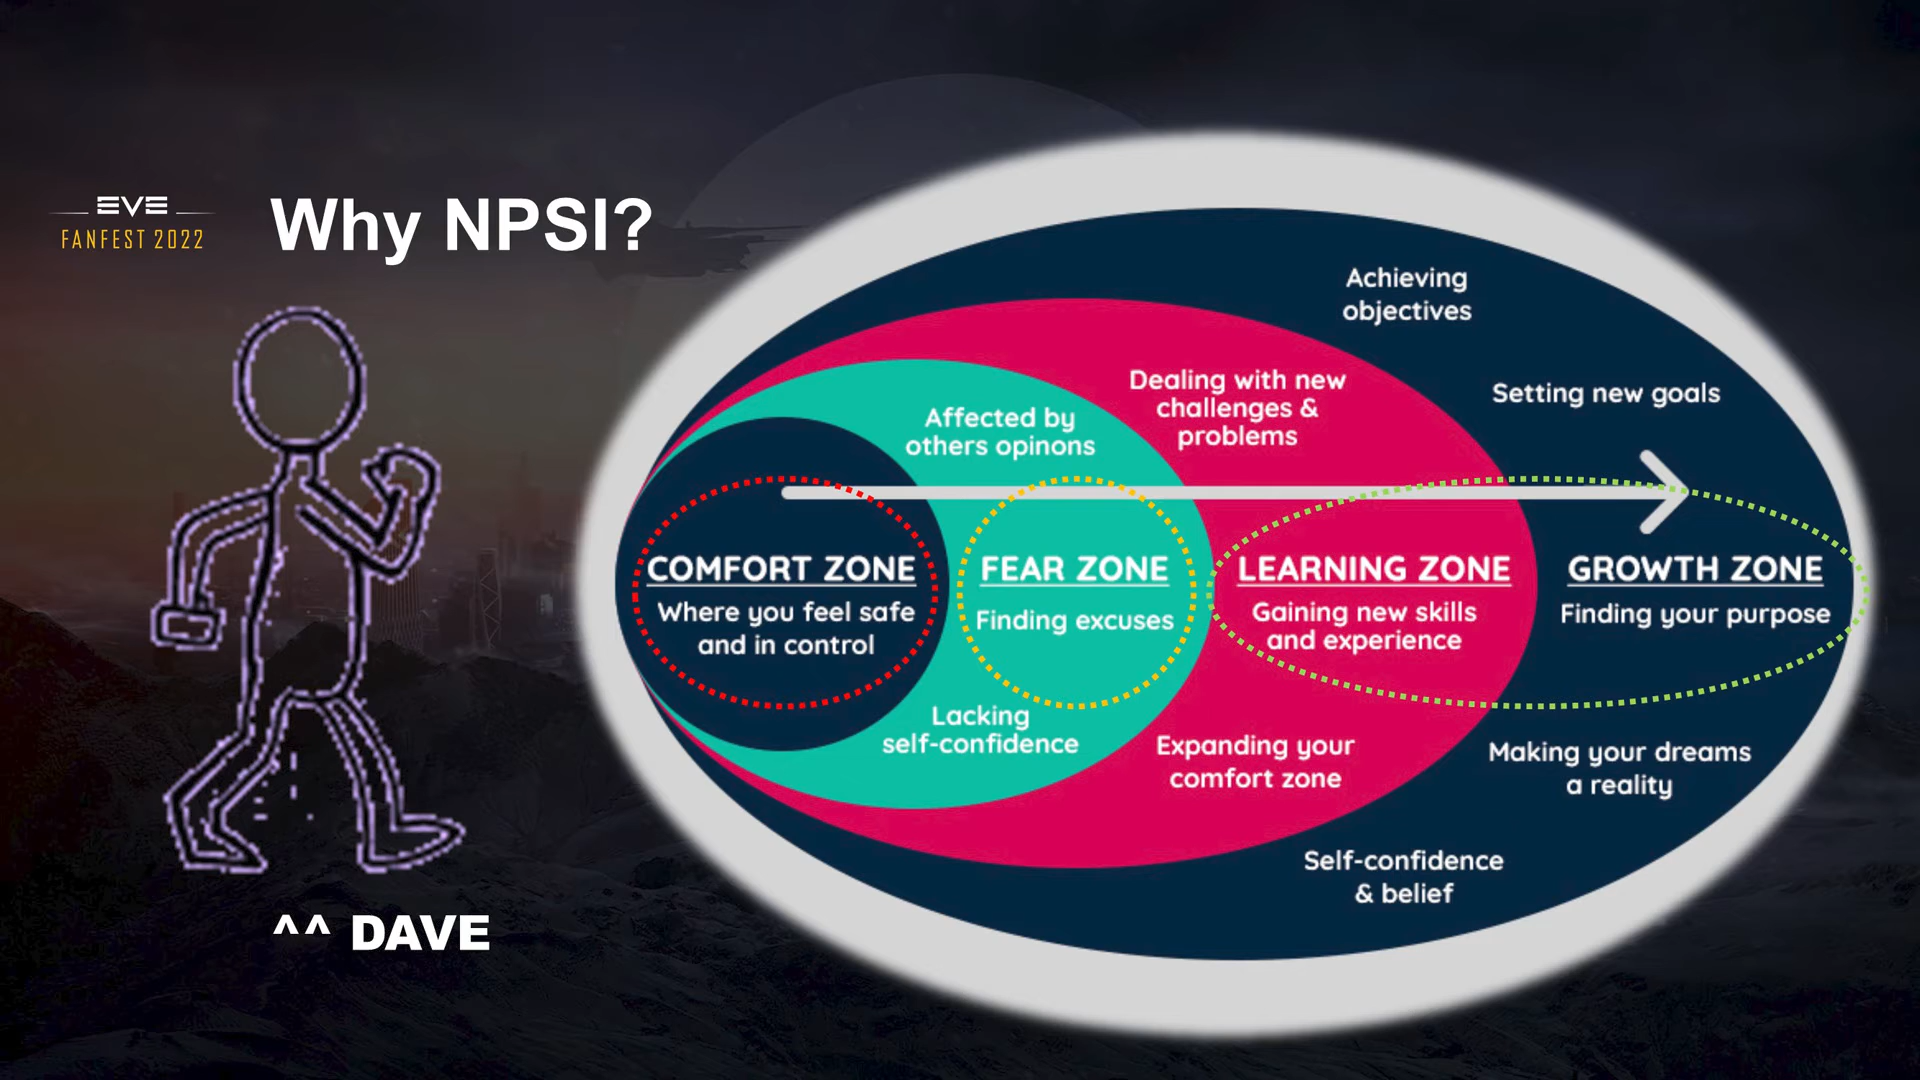 EVE
FANFEST 2022
Why NPSI?
^^ DAVE
COMFORT ZONE
Where you feel safe
and in control
Affected by
others opinons
FEAR ZONE
Finding excuses
Lacking
self-confidence
Dealing with new
challenges &
problems
LEARNING ZONE
Gaining new skills
and experience
Expanding your
comfort zone
Achieving
objectives
Setting new goals
GROWTH ZONE
Finding your purpose
Making your dreams
a reality
Self-confidence
& belief